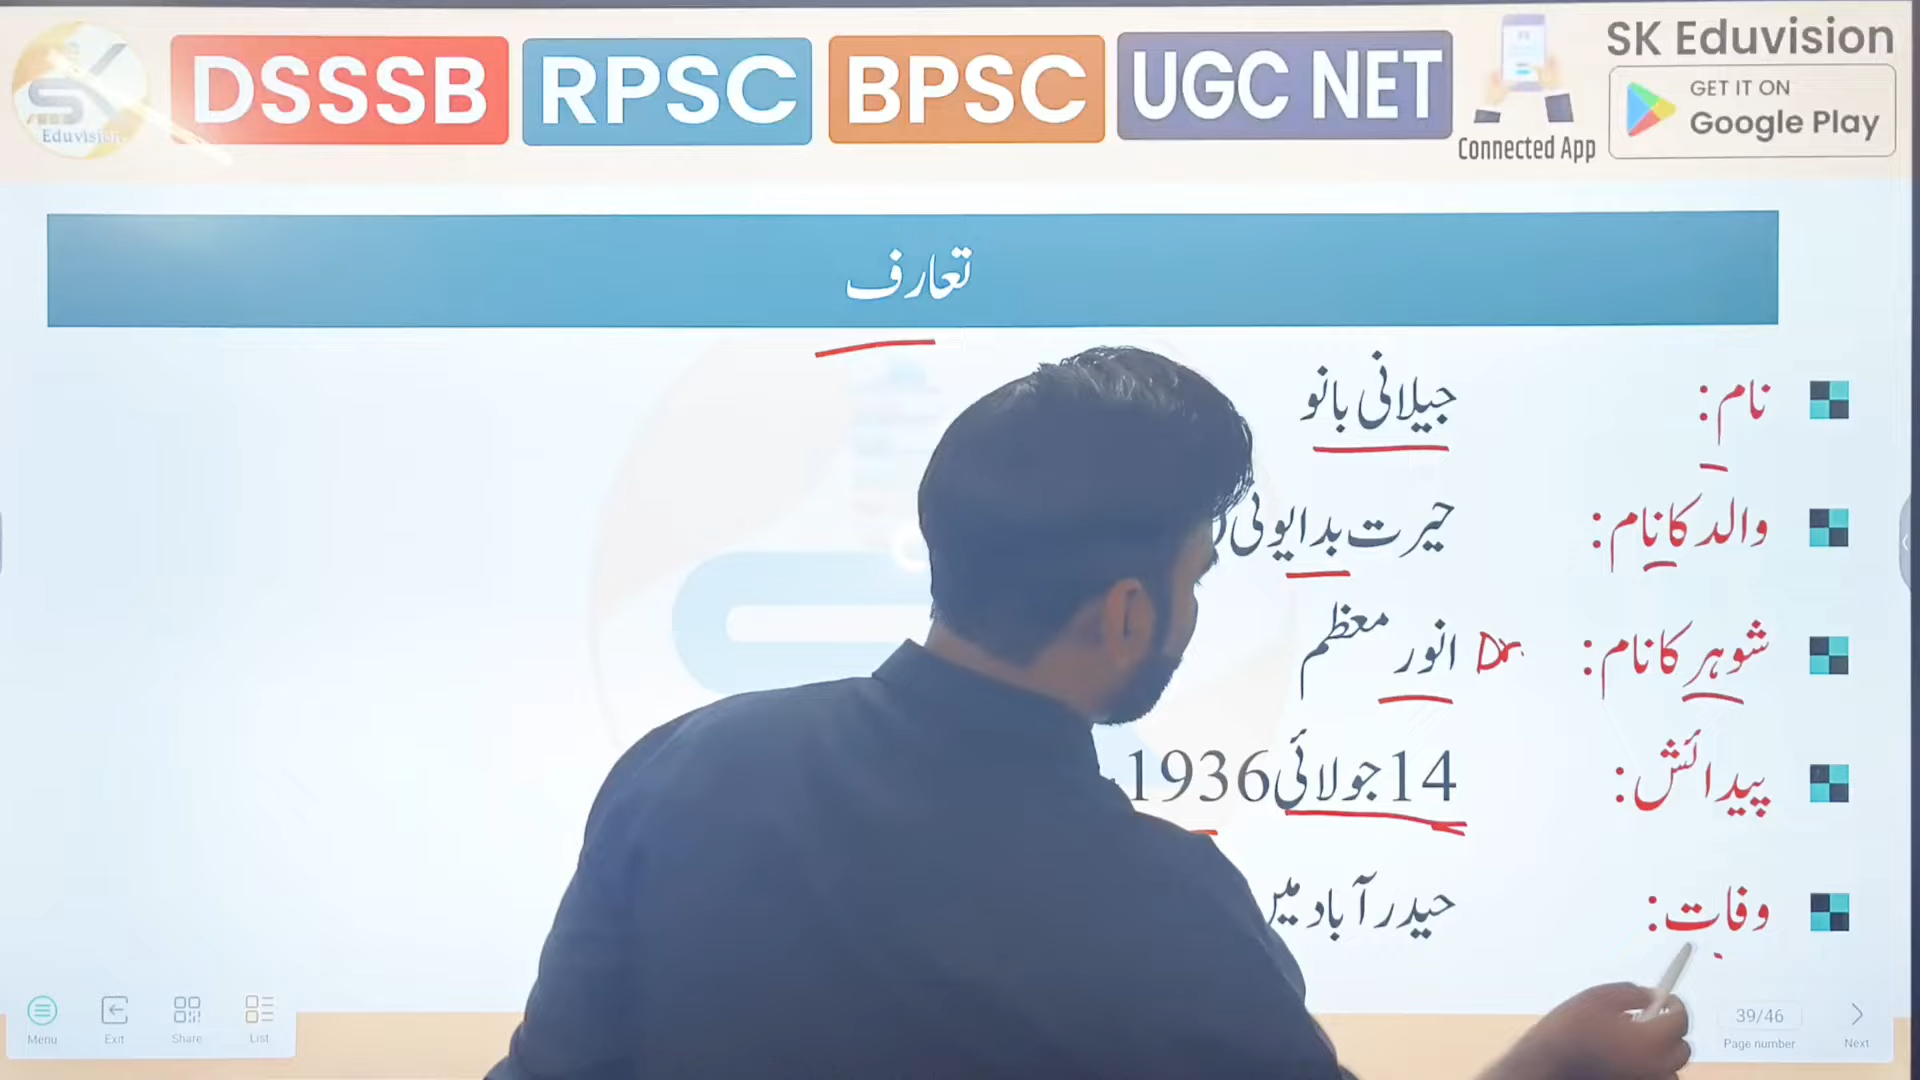 DSSSB RPSC BPSC UGC NET
SK Eduvision
GET IT ON
Google Play
Connected App
Eduvision
تعارف
نام: جیلانی بانو
والد کا نام: حیرت بدایونی
شوہر کا نام: Dr. انور معظم
پیدائش: 14 جولائی 1936
وفات: حیدرآباد میں
Menu Exit Share List
39/46
Page number
Next